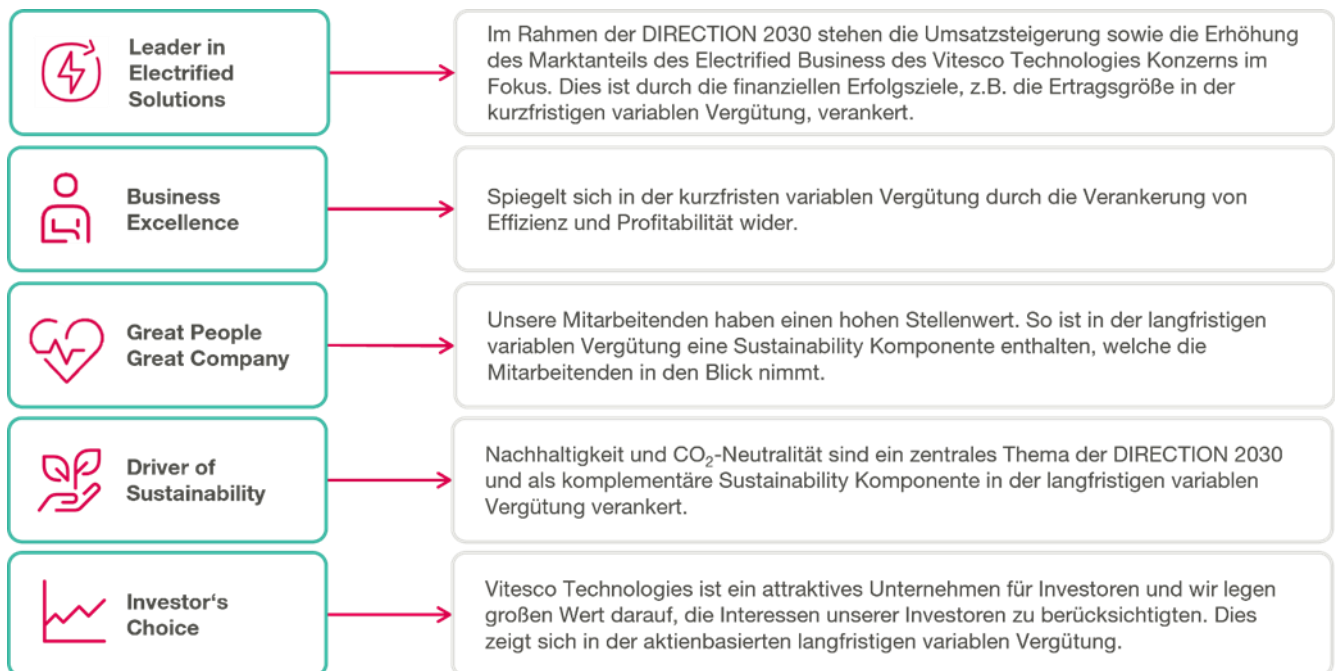 Leader in
Electrified
Solutions
Im Rahmen der DIRECTION 2030 stehen die Umsatzsteigerung sowie die Erhöhung
des Marktanteils des Electrified Business des Vitesco Technologies Konzerns im
Fokus. Dies ist durch die finanziellen Erfolgsziele, z.B. die Ertragsgröße in der
kurzfristigen variablen Vergütung, verankert.
Business
Excellence
Spiegelt sich in der kurzfristen variablen Vergütung durch die Verankerung von
Effizienz und Profitabilität wider.
Great People
Great Company
Unsere Mitarbeitenden haben einen hohen Stellenwert. So ist in der langfristigen
variablen Vergütung eine Sustainability Komponente enthalten, welche die
Mitarbeitenden in den Blick nimmt.
Driver of
Sustainability
Nachhaltigkeit und CO₂-Neutralität sind ein zentrales Thema der DIRECTION 2030
und als komplementäre Sustainability Komponente in der langfristigen variablen
Vergütung verankert.
Investor‘s
Choice
Vitesco Technologies ist ein attraktives Unternehmen für Investoren und wir legen
großen Wert darauf, die Interessen unserer Investoren zu berücksichtigten. Dies
zeigt sich in der aktienbasierten langfristigen variablen Vergütung.